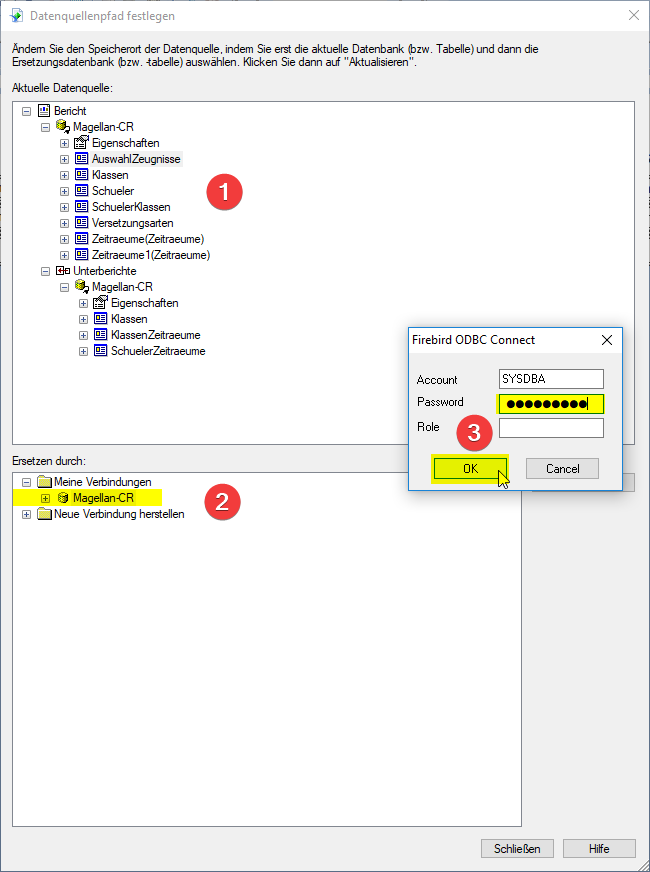 Datenquellenpfad festlegen
Ändern Sie den Speicherort der Datenquelle, indem Sie erst die aktuelle Datenbank (bzw. Tabelle) und dann die
Ersetzungsdatenbank (bzw. -tabelle) auswählen. Klicken Sie dann auf "Aktualisieren".
Aktuelle Datenquelle:
Bericht
Magellan-CR
Eigenschaften
AuswahlZeugnisse
Klassen
Schueler
SchuelerKlassen
Versetzungsarten
Zeitraeume(Zeitraeume)
Zeitraeume1(Zeitraeume)
Unterberichte
Magellan-CR
Eigenschaften
Klassen
KlassenZeitraeume
SchuelerZeitraeume
1
Firebird ODBC Connect
Account
SYSDBA
Password
●●●●●●●●●
Role
3
OK
Cancel
Ersetzen durch:
Meine Verbindungen
Magellan-CR
Neue Verbindung herstellen
2
Schließen
Hilfe